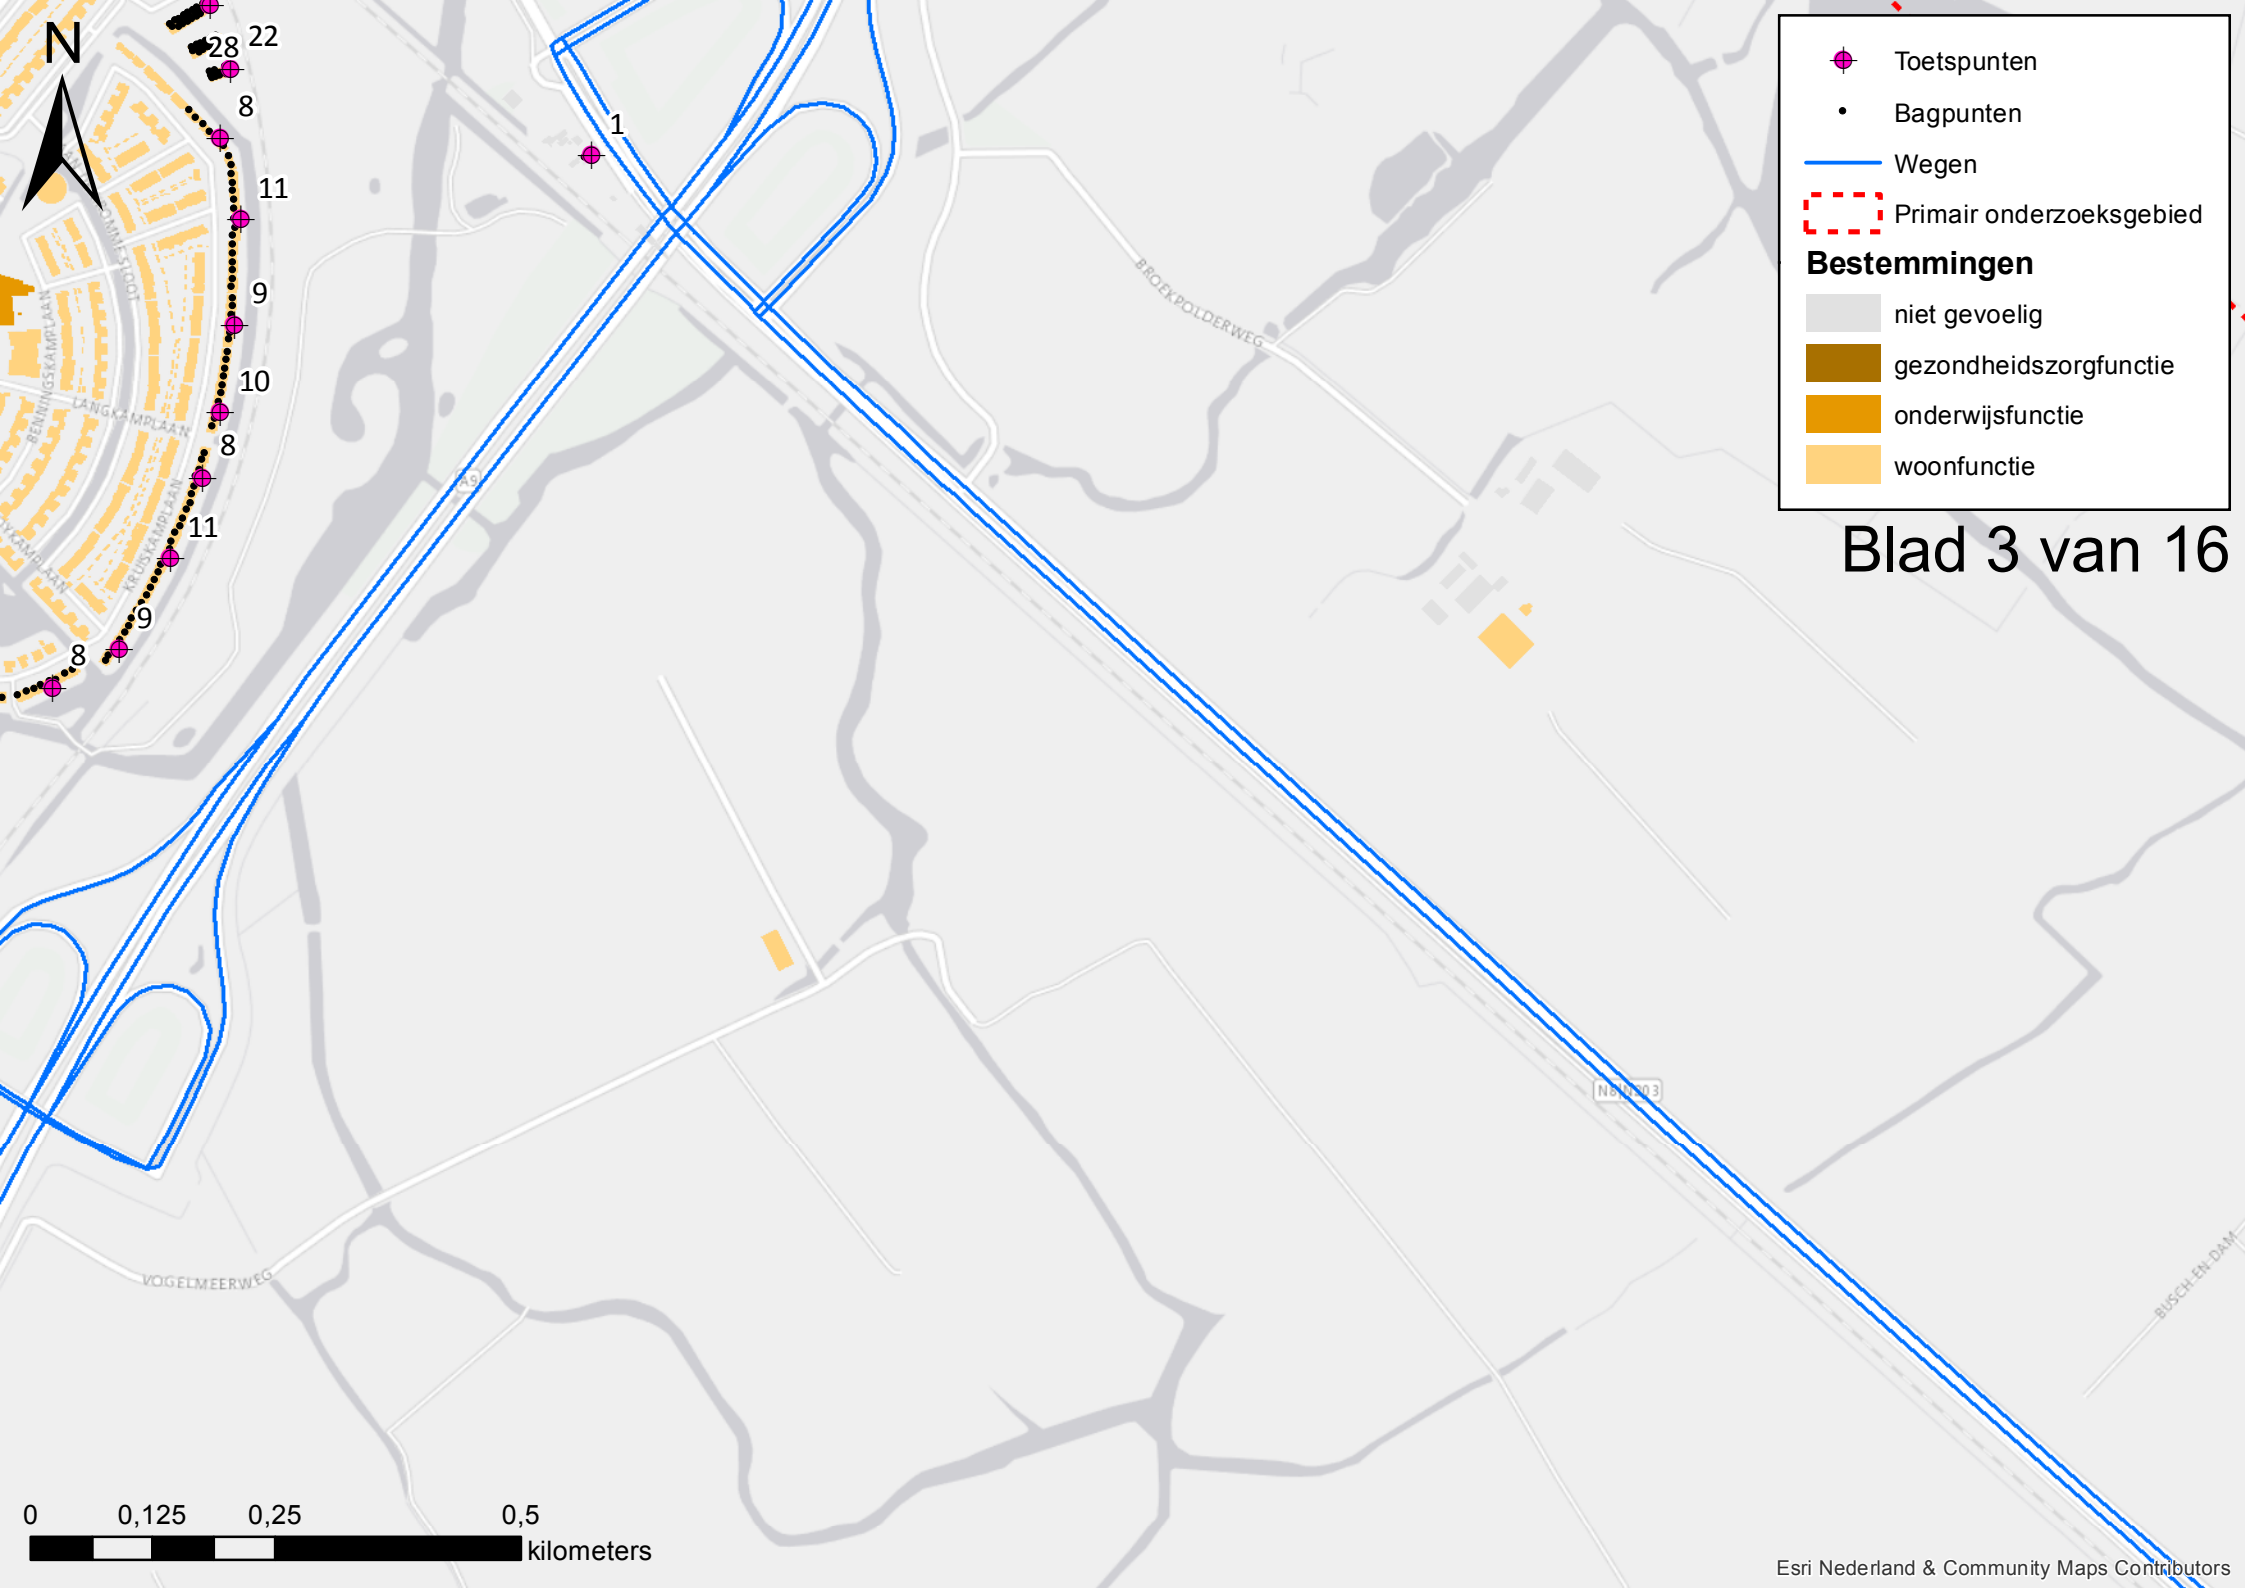 N
28
22
8
11
9
10
8
11
9
8
1
BENNINGSKAMPLAAN
LANGKAMPLAAN
KRUISKAMPLAAN
A9
BROEKPOLDERWEG
VOGELMEERWEG
BUSCH EN DAM
Toetspunten
Bagpunten
Wegen
Primair onderzoeksgebied
Bestemmingen
niet gevoelig
gezondheidszorgfunctie
onderwijsfunctie
woonfunctie
Blad 3 van 16
0 0,125 0,25 0,5
kilometers
Esri Nederland & Community Maps Contributors